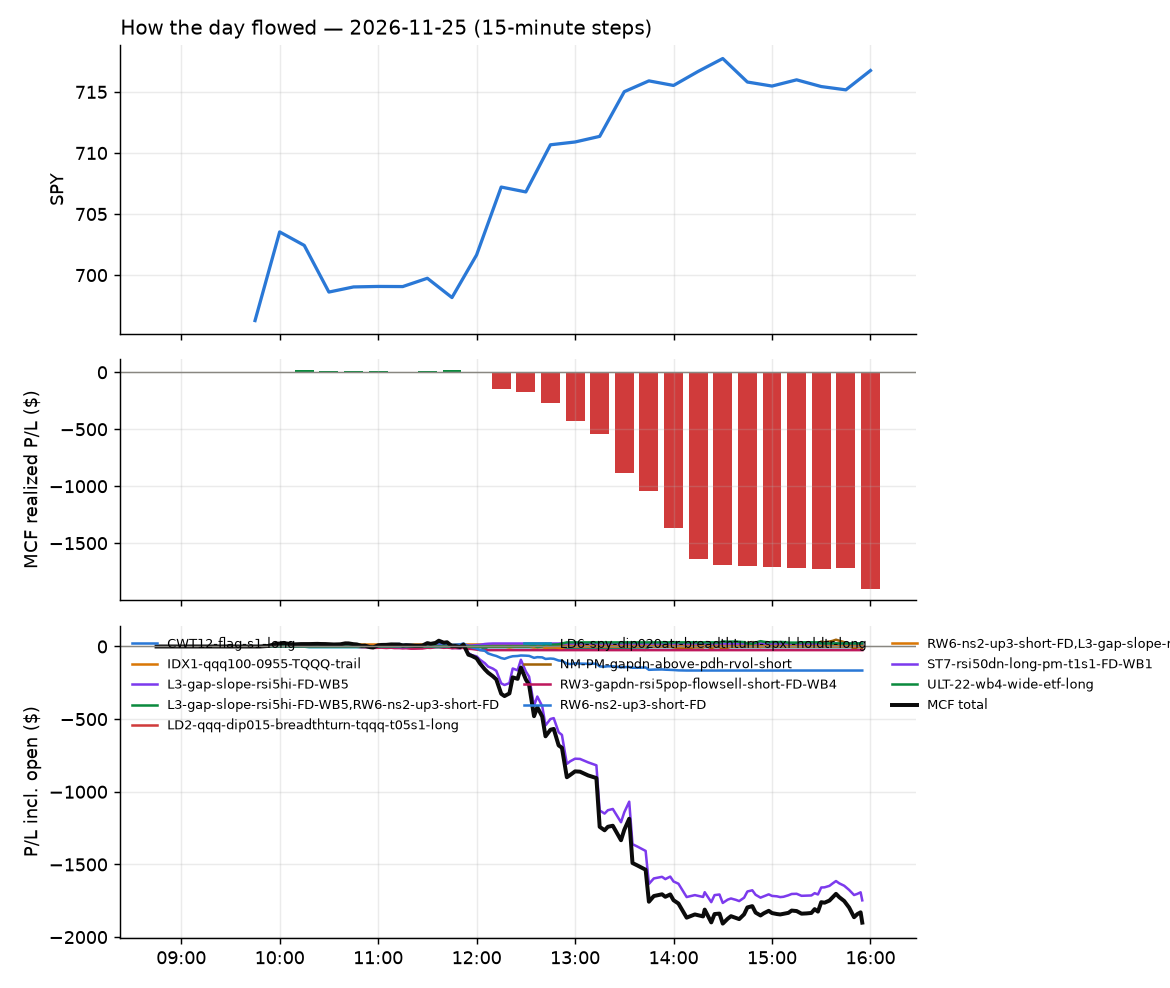 How the day flowed — 2026-11-25 (15-minute steps)
715
710
705
700
SPY
0
−500
−1000
−1500
MCF realized P/L ($)
0
−500
−1000
−1500
−2000
P/L incl. open ($)
CWT12-flag-s1-long
IDX1-qqq100-0955-TQQQ-trail
L3-gap-slope-rsi5hi-FD-WB5
L3-gap-slope-rsi5hi-FD-WB5,RW6-ns2-up3-short-FD
LD2-qqq-dip015-breadthturn-tqqq-t05s1-long
LD6-spy-dip020atr-breadthturn-spxl-holdtt-long
NM-PM-gapdn-above-pdh-rvol-short
RW3-gapdn-rsi5pop-flowsell-short-FD-WB4
RW6-ns2-up3-short-FD
RW6-ns2-up3-short-FD,L3-gap-slope-r
ST7-rsi50dn-long-pm-t1s1-FD-WB1
ULT-22-wb4-wide-etf-long
MCF total
09:00 10:00 11:00 12:00 13:00 14:00 15:00 16:00